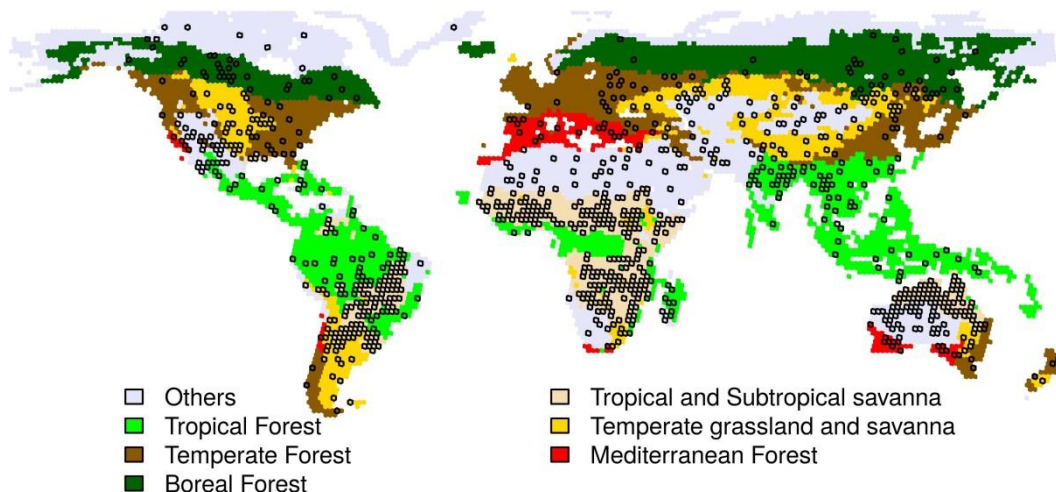 Others
Tropical Forest
Temperate Forest
Boreal Forest
Tropical and Subtropical savanna
Temperate grassland and savanna
Mediterranean Forest